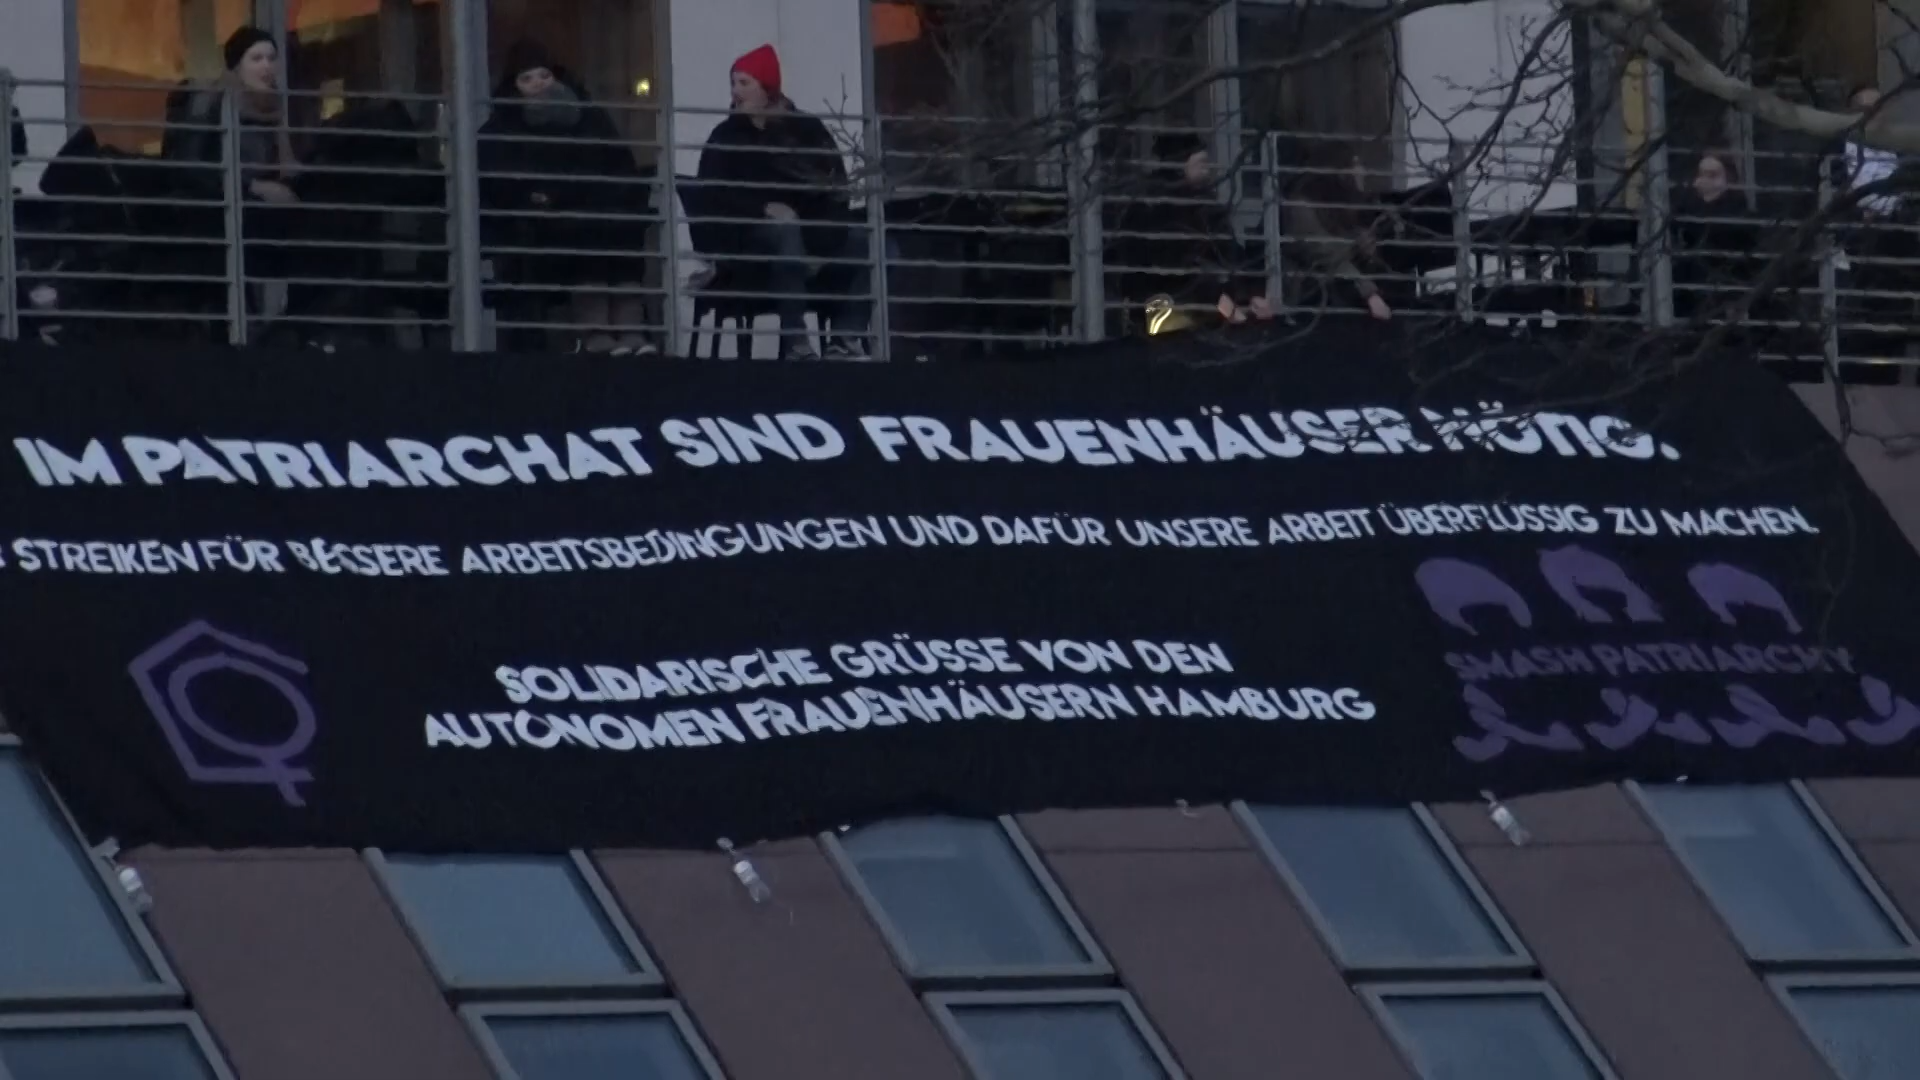 IM PATRIARCHAT SIND FRAUENHÄUSER NÖTIG.
STREIKEN FÜR BESSERE ARBEITSBEDINGUNGEN UND DAFÜR UNSERE ARBEIT ÜBERFLÜSSIG ZU MACHEN.
SOLIDARISCHE GRÜSSE VON DEN
AUTONOMEN FRAUENHÄUSERN HAMBURG
SMASH PATRIARCHY